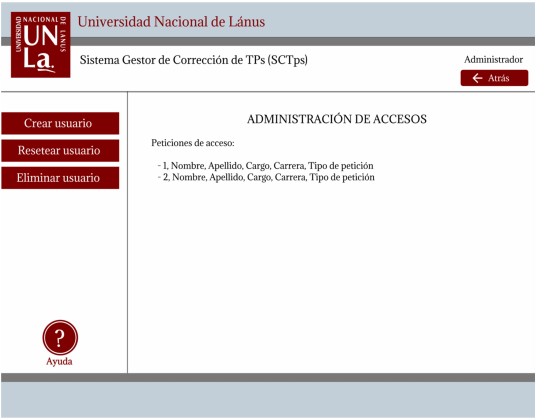 UNIVERSIDAD NACIONAL DE LANUS
UN
La.
Universidad Nacional de Lánus
Sistema Gestor de Corrección de TPs (SCTps)
Administrador
← Atrás
Crear usuario
Resetear usuario
Eliminar usuario
ADMINISTRACIÓN DE ACCESOS
Peticiones de acceso:
- 1, Nombre, Apellido, Cargo, Carrera, Tipo de petición
- 2, Nombre, Apellido, Cargo, Carrera, Tipo de petición
?
Ayuda